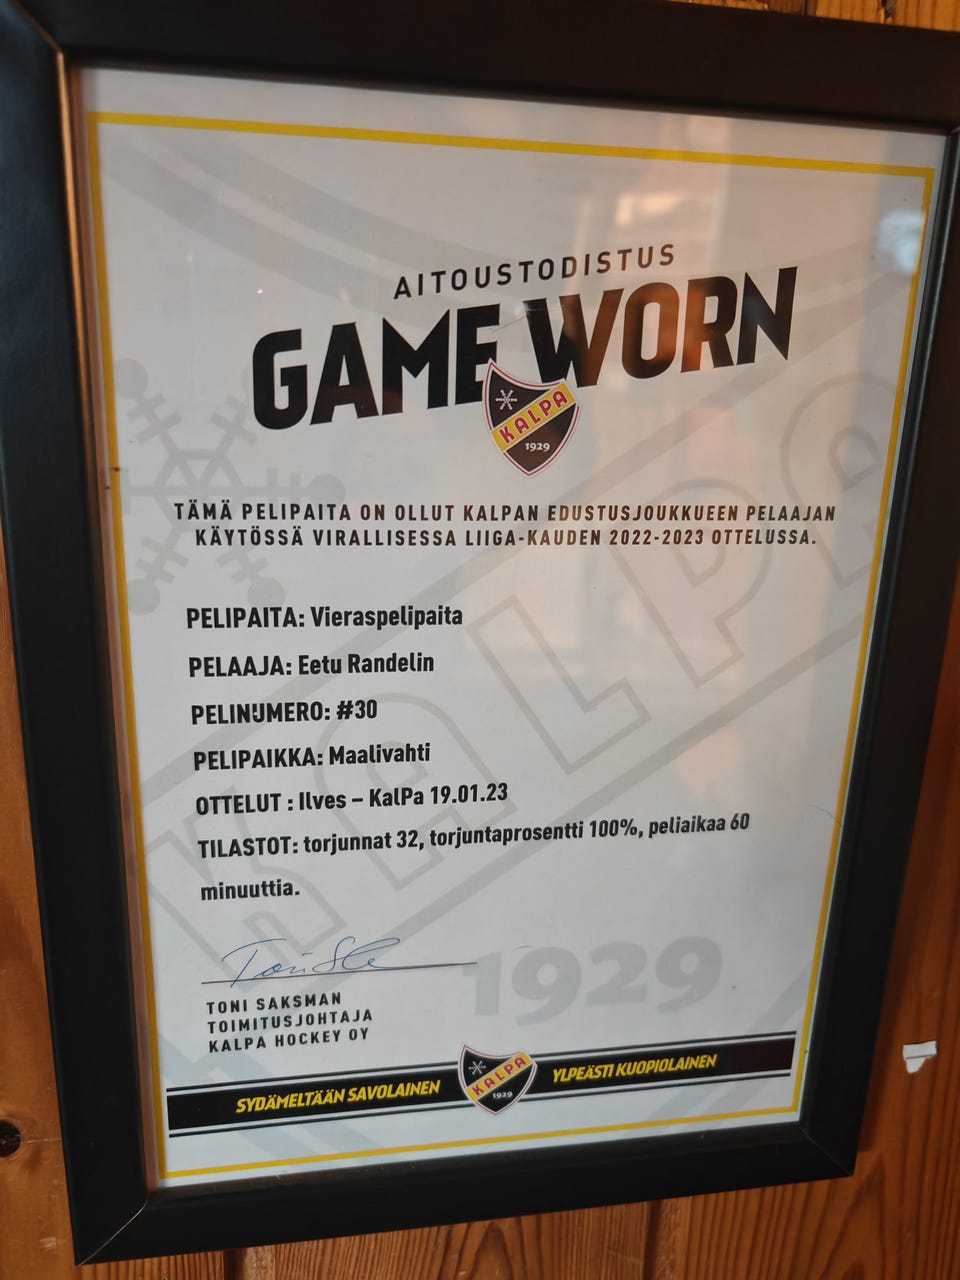 AITOUSTODISTUS
GAME WORN
KALPA
1929
TÄMÄ PELIPAITA ON OLLUT KALPAN EDUSTUSJOUKKUEEN PELAAJAN
KÄYTÖSSÄ VIRALLISESSA LIIGA-KAUDEN 2022-2023 OTTELUSSA.
PELIPAITA: Vieraspelipaita
PELAAJA: Eetu Randelin
PELINUMERO: #30
PELIPAIKKA: Maalivahti
OTTELUT : Ilves – KalPa 19.01.23
TILASTOT: torjunnat 32, torjuntaprosentti 100%, peliaikaa 60
minuuttia.
KALPA
1929
TONI SAKSMAN
TOIMITUSJOHTAJA
KALPA HOCKEY OY
SYDÄMELTÄÄN SAVOLAINEN
KALPA
1929
YLPEÄSTI KUOPIOLAINEN